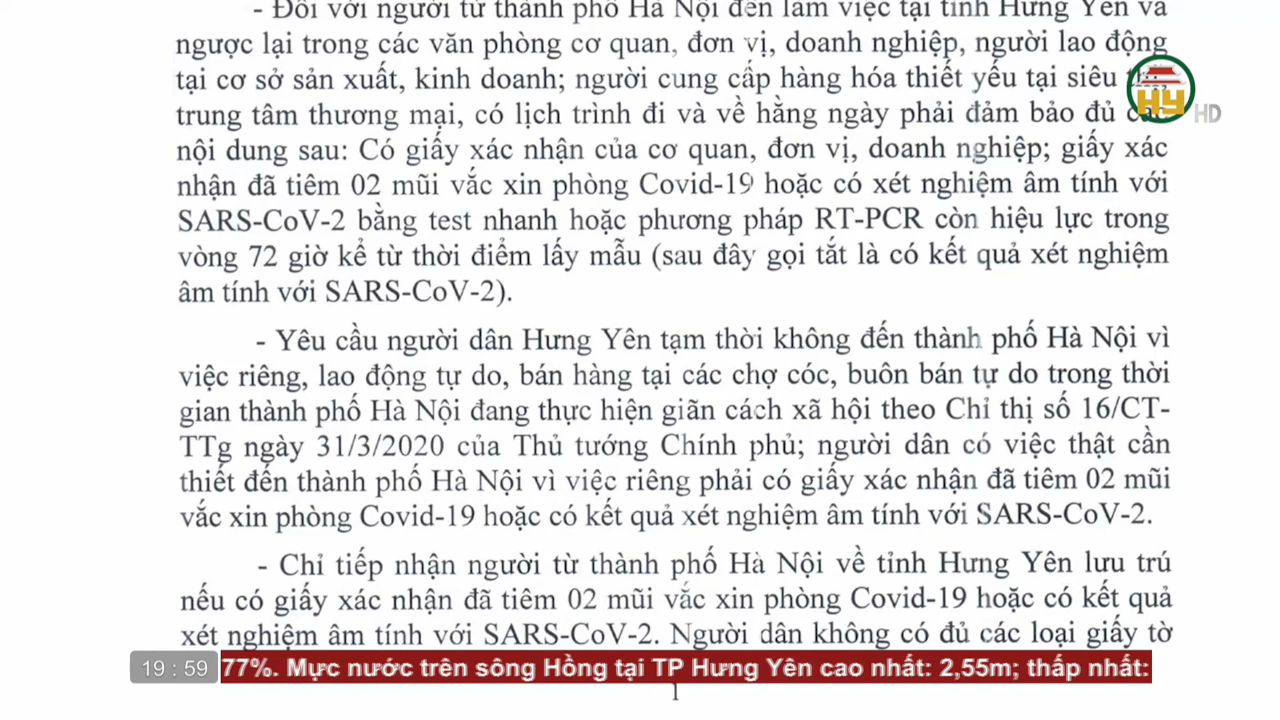 - Đối với người từ thành phố Hà Nội đến làm việc tại tỉnh Hưng Yên và
ngược lại trong các văn phòng cơ quan, đơn vị, doanh nghiệp, người lao động
tại cơ sở sản xuất, kinh doanh; người cung cấp hàng hóa thiết yếu tại siêu
trung tâm thương mại, có lịch trình đi và về hằng ngày phải đảm bảo đủ
HY HD
nội dung sau: Có giấy xác nhận của cơ quan, đơn vị, doanh nghiệp; giấy xác
nhận đã tiêm 02 mũi vắc xin phòng Covid-19 hoặc có xét nghiệm âm tính với
SARS-CoV-2 bằng test nhanh hoặc phương pháp RT-PCR còn hiệu lực trong
vòng 72 giờ kể từ thời điểm lấy mẫu (sau đây gọi tắt là có kết quả xét nghiệm
âm tính với SARS-CoV-2).
- Yêu cầu người dân Hưng Yên tạm thời không đến thành phố Hà Nội vì
việc riêng, lao động tự do, bán hàng tại các chợ cóc, buôn bán tự do trong thời
gian thành phố Hà Nội đang thực hiện giãn cách xã hội theo Chỉ thị số 16/CT-
TTg ngày 31/3/2020 của Thủ tướng Chính phủ; người dân có việc thật cần
thiết đến thành phố Hà Nội vì việc riêng phải có giấy xác nhận đã tiêm 02 mũi
vắc xin phòng Covid-19 hoặc có kết quả xét nghiệm âm tính với SARS-CoV-2.
- Chỉ tiếp nhận người từ thành phố Hà Nội về tỉnh Hưng Yên lưu trú
nếu có giấy xác nhận đã tiêm 02 mũi vắc xin phòng Covid-19 hoặc có kết quả
xét nghiệm âm tính với SARS-CoV-2. Người dân không có đủ các loại giấy tờ
19 : 59 77%. Mực nước trên sông Hồng tại TP Hưng Yên cao nhất: 2,55m; thấp nhất:
1